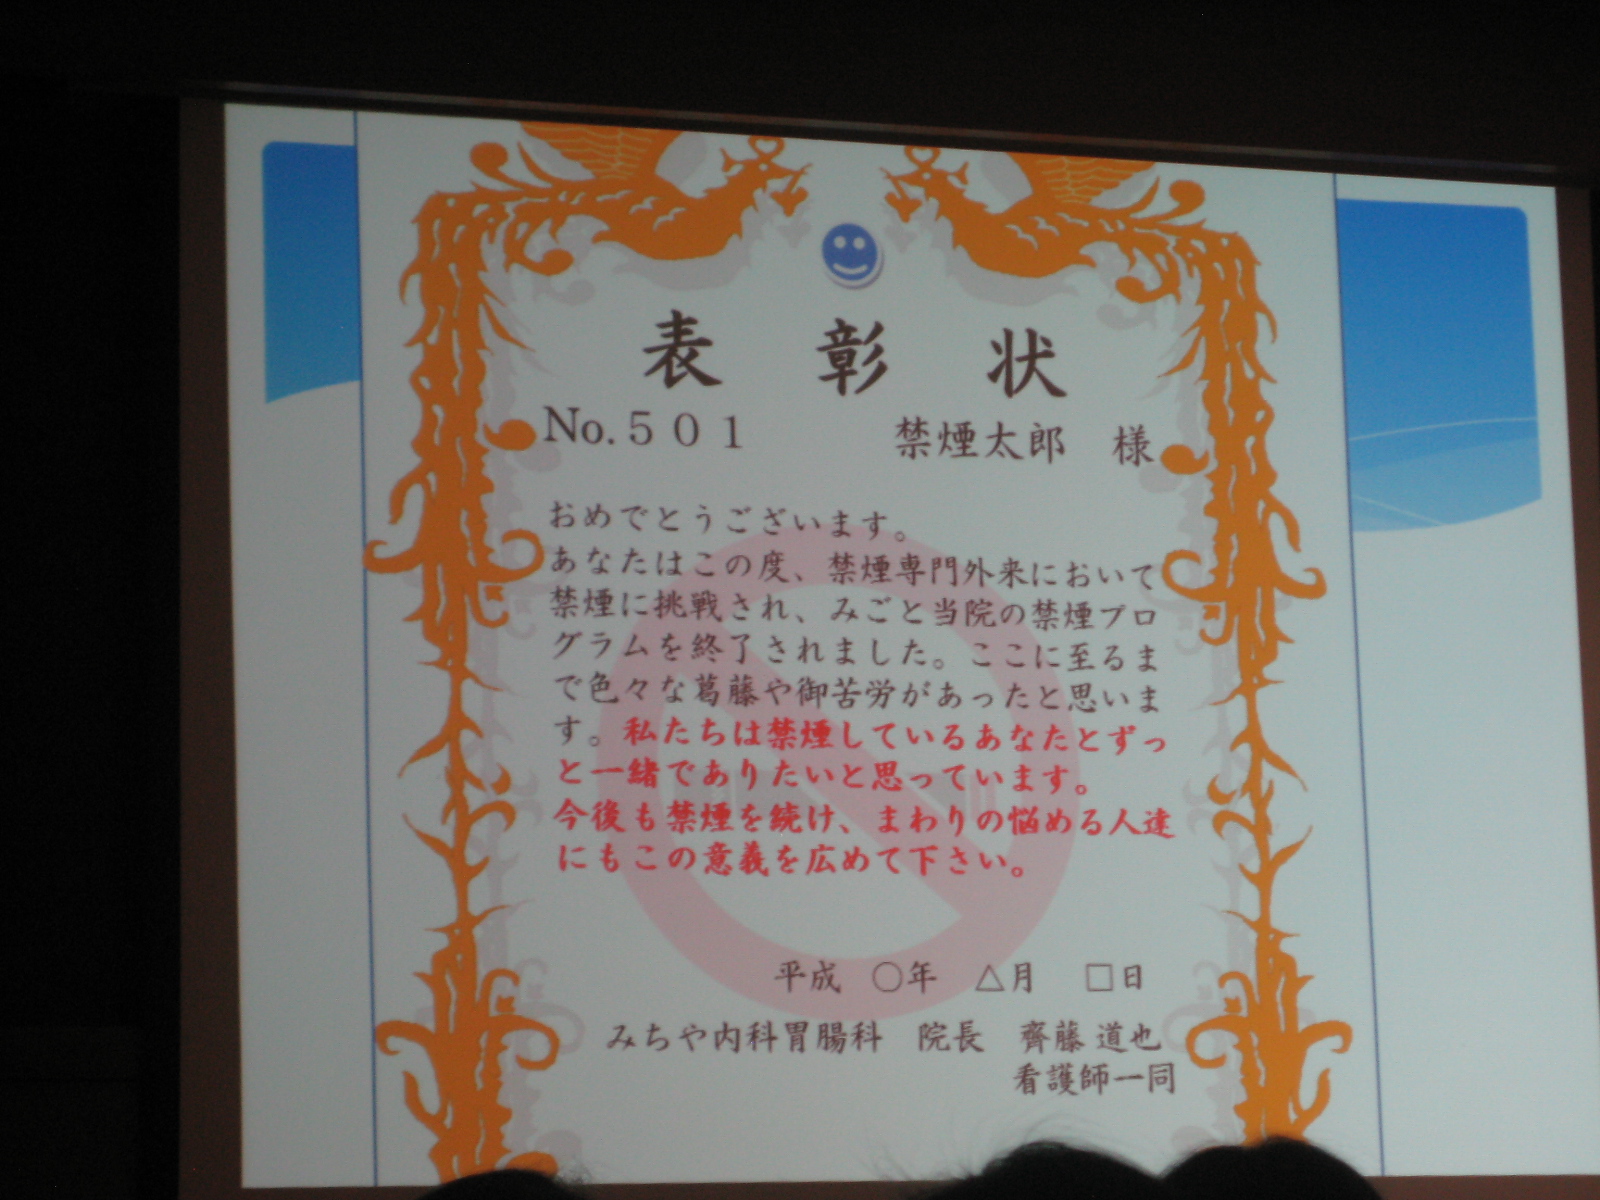 表 彰 状
No.501　禁煙太郎　様
おめでとうございます。
あなたはこの度、禁煙専門外来において
禁煙に挑戦され、みごと当院の禁煙プロ
グラムを終了されました。ここに至るま
で色々な葛藤や御苦労があったと思いま
す。私たちは禁煙しているあなたとずっ
と一緒でありたいと思っています。
今後も禁煙を続け、まわりの悩める人達
にもこの意義を広めて下さい。
平成　○年　△月　□日
みちや内科胃腸科　院長　齊藤 道也
看護師一同